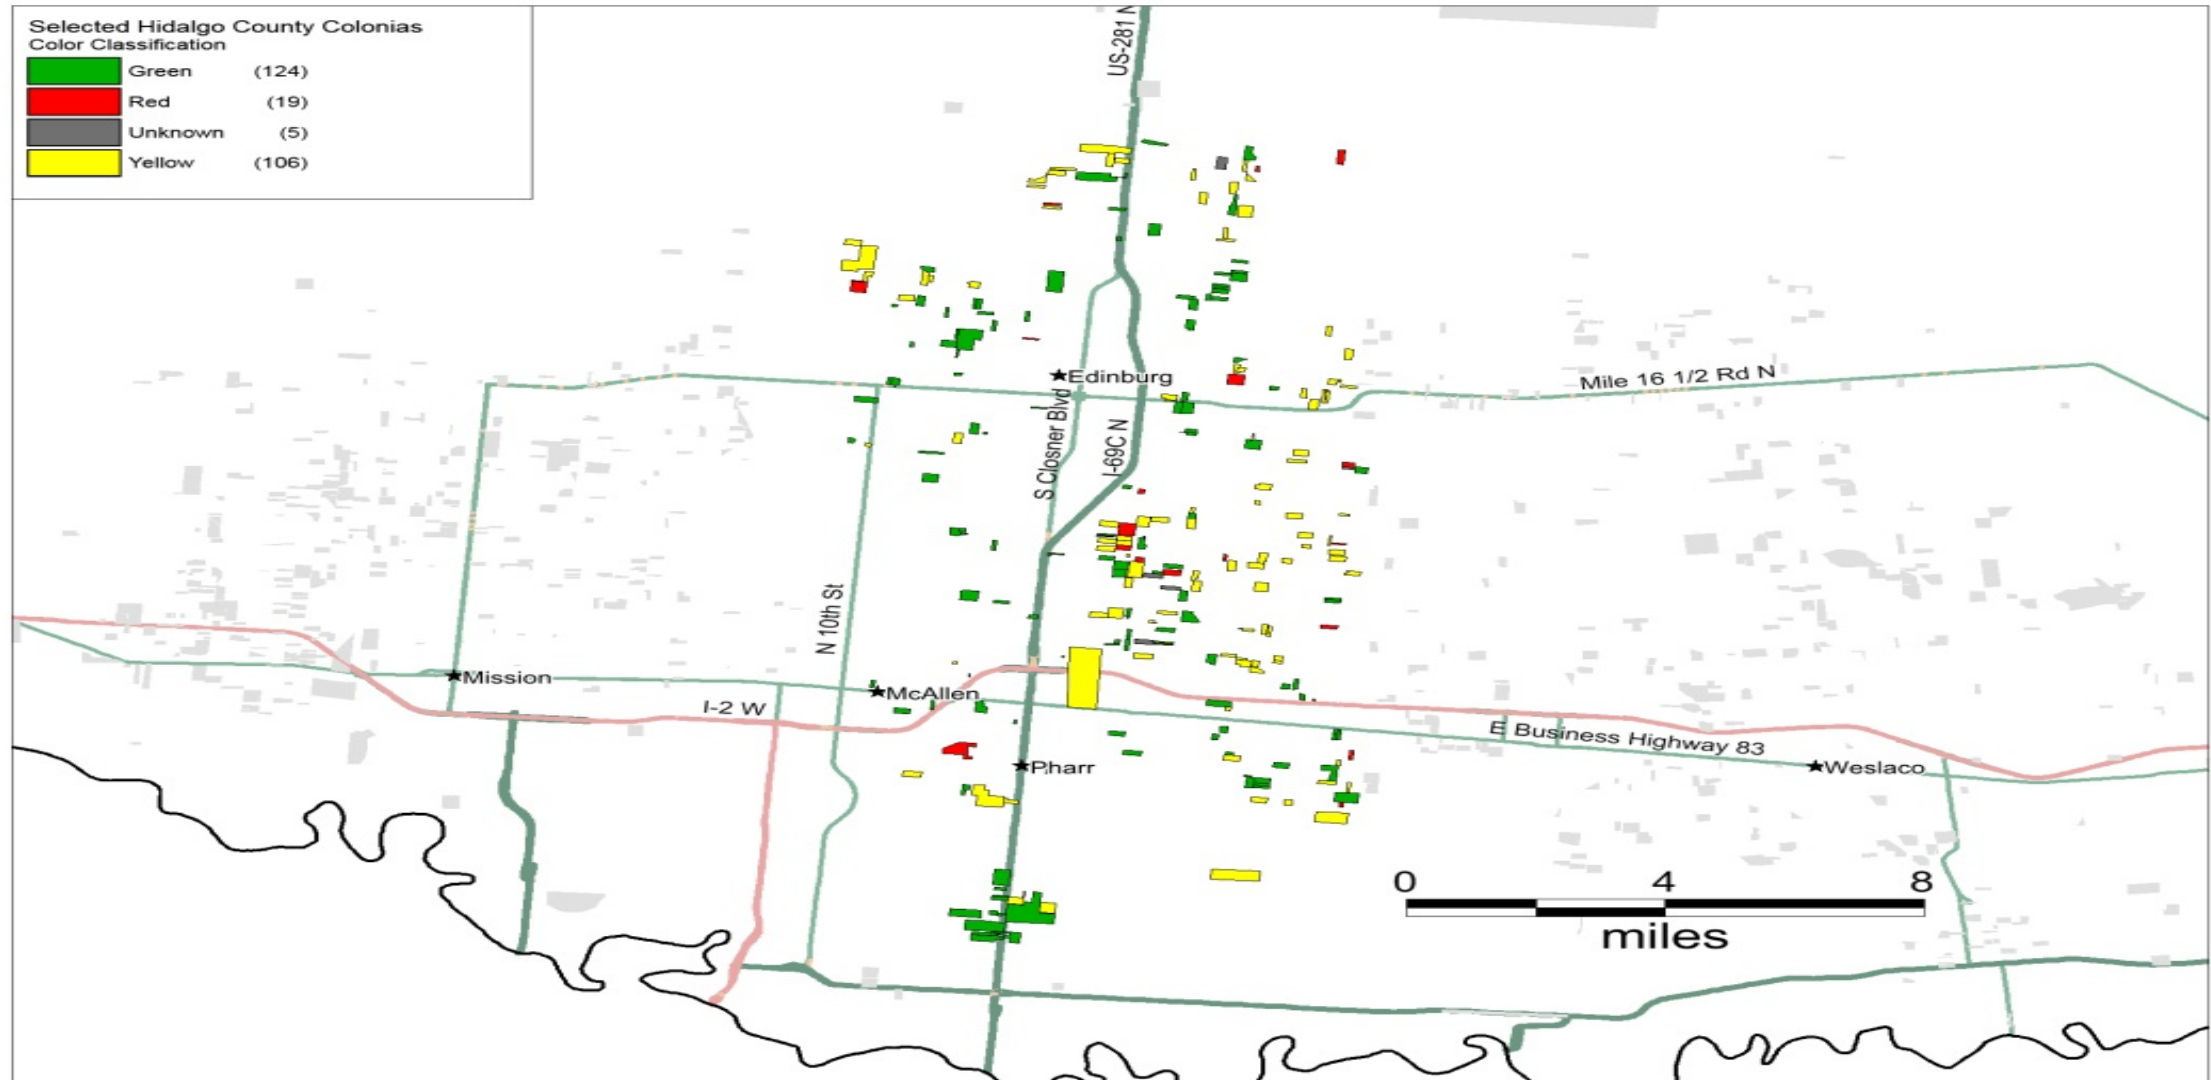 Selected Hidalgo County Colonias
Color Classification
Green (124)
Red (19)
Unknown (5)
Yellow (106)
US-281 N
Edinburg
Mile 16 1/2 Rd N
S Closner Blvd
I-69C N
N 10th St
Mission
McAllen
I-2 W
E Business Highway 83
Pharr
Weslaco
0 4 8
miles